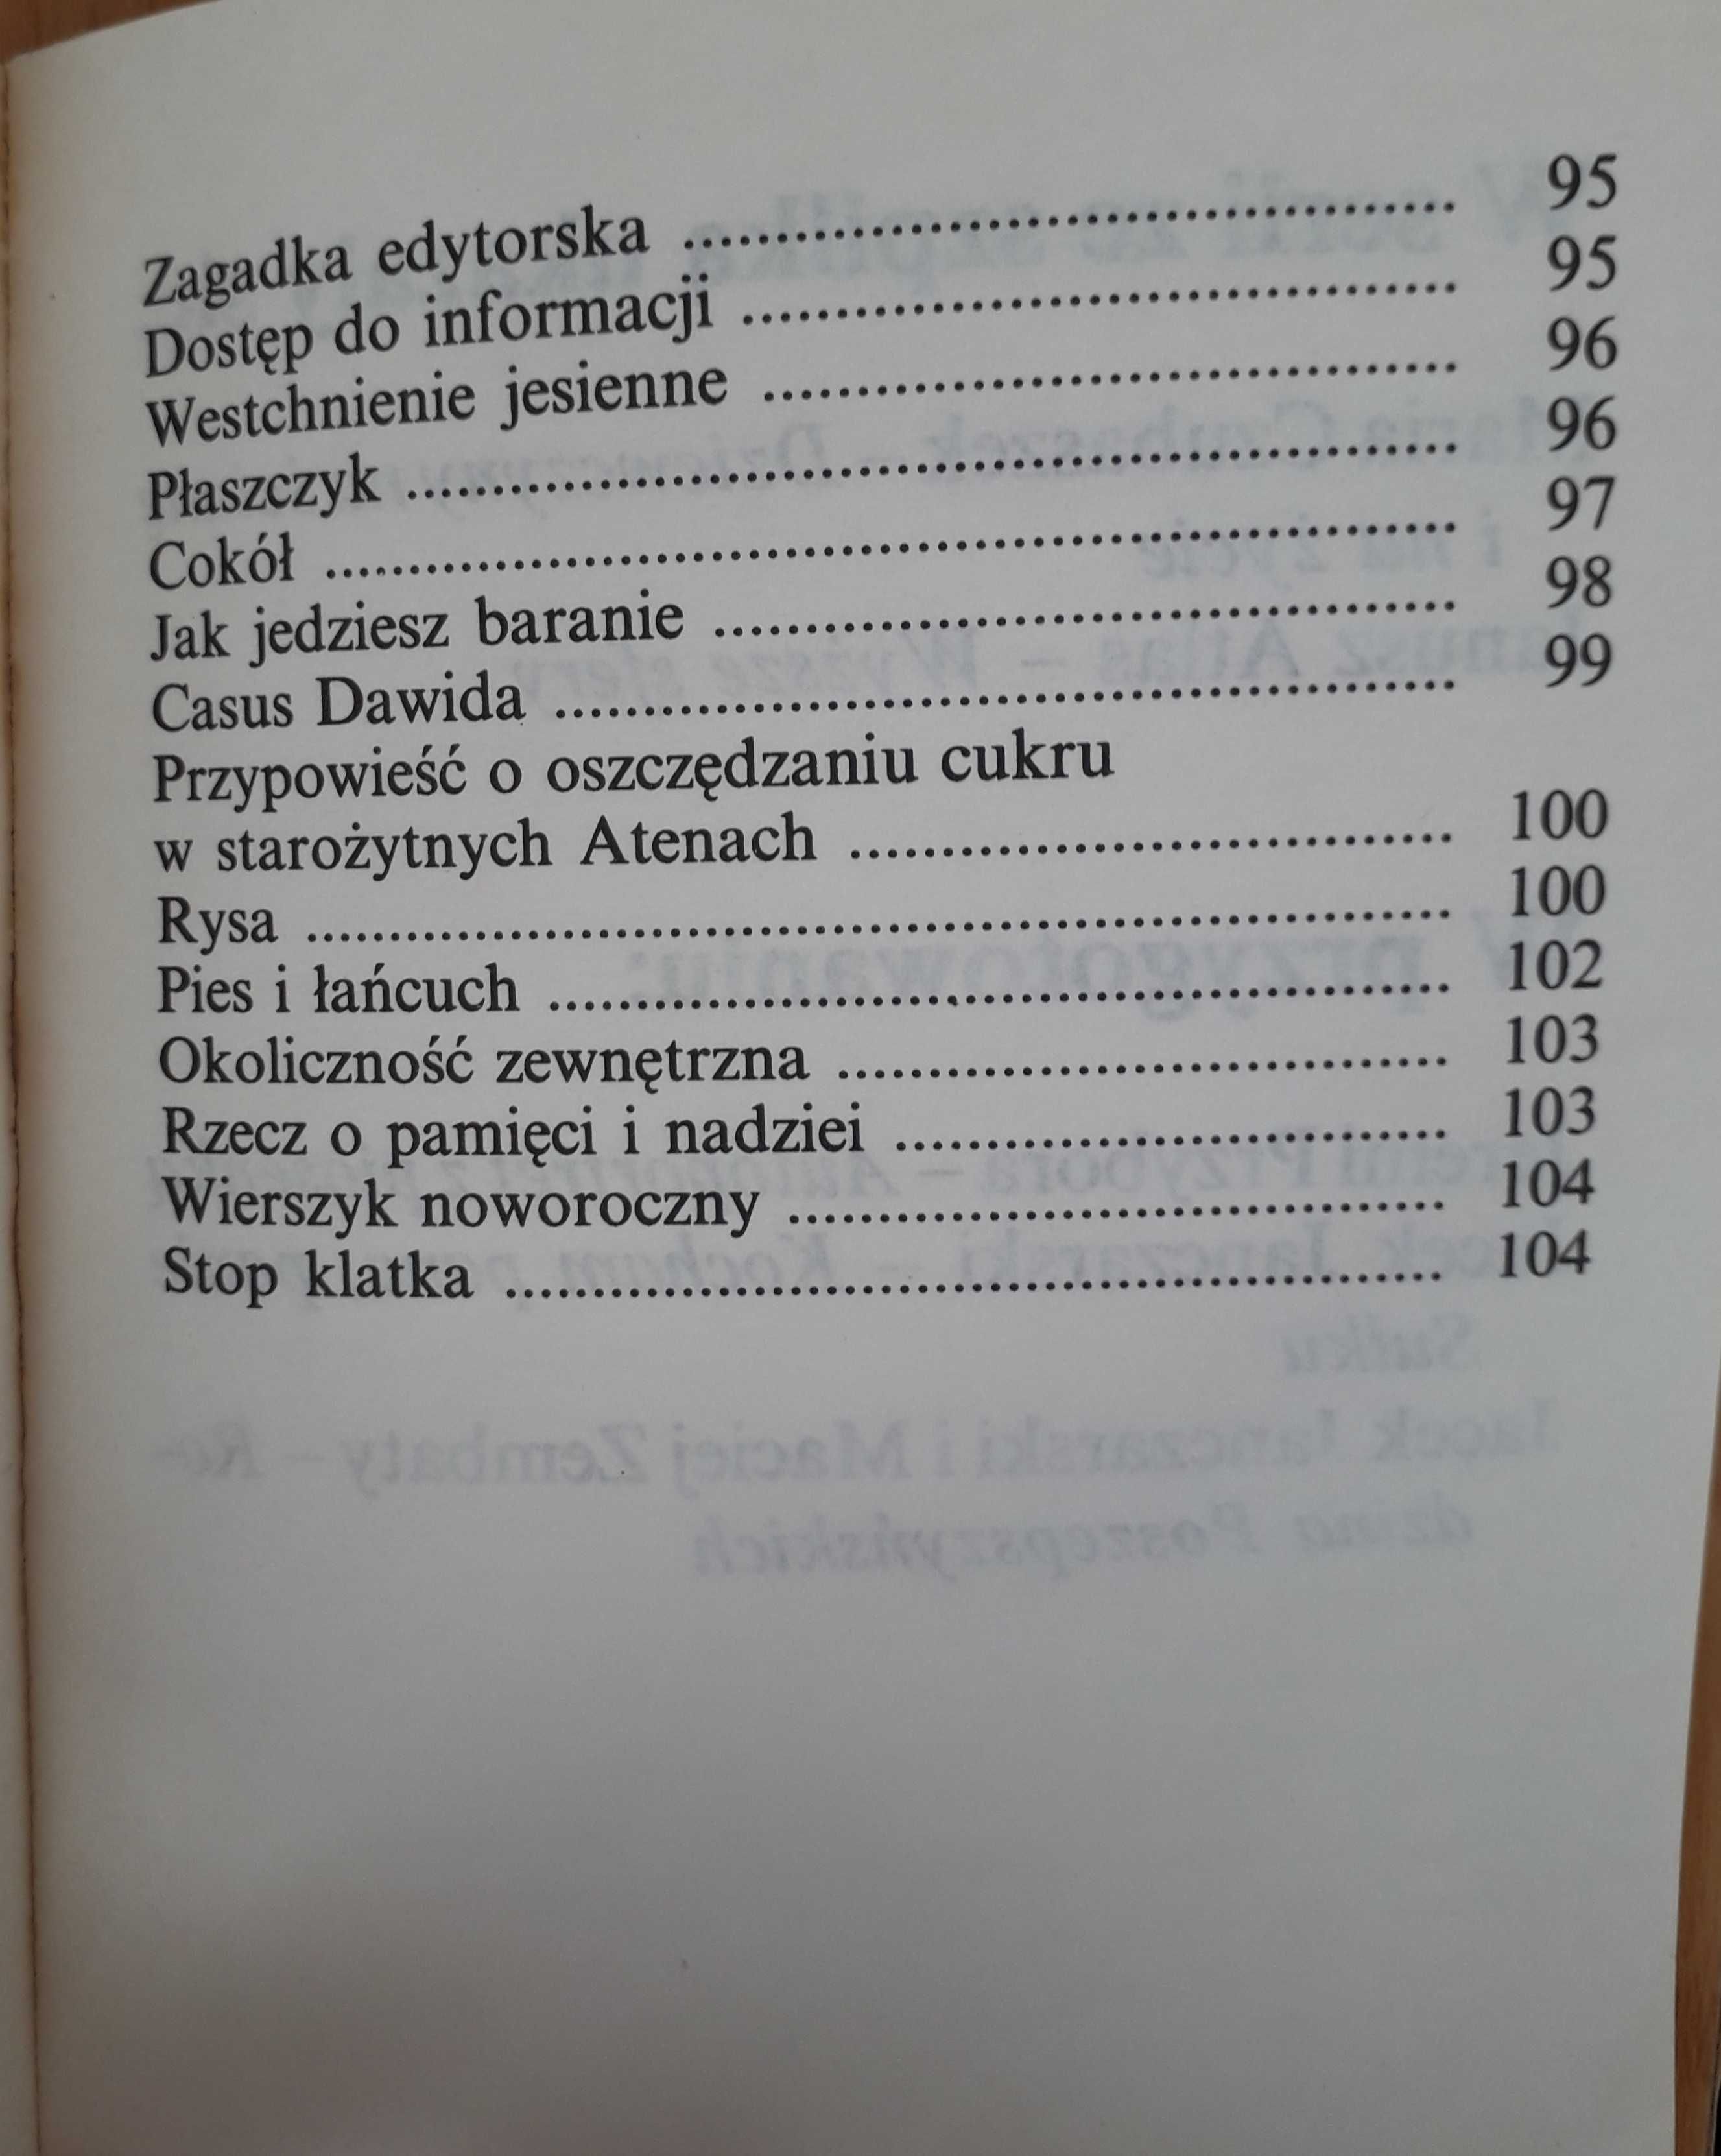 Zagadka edytorska ........................................ 95
Dostęp do informacji ..................................... 95
Westchnienie jesienne .................................... 96
Płaszczyk ........................................................ 96
Cokół .............................................................. 97
Jak jedziesz baranie ....................................... 98
Casus Dawida .................................................. 99
Przypowieść o oszczędzaniu cukru
w starożytnych Atenach ................................. 100
Rysa ................................................................ 100
Pies i łańcuch .................................................. 102
Okoliczność zewnętrzna ................................. 103
Rzecz o pamięci i nadziei .............................. 103
Wierszyk noworoczny .................................... 104
Stop klatka ...................................................... 104